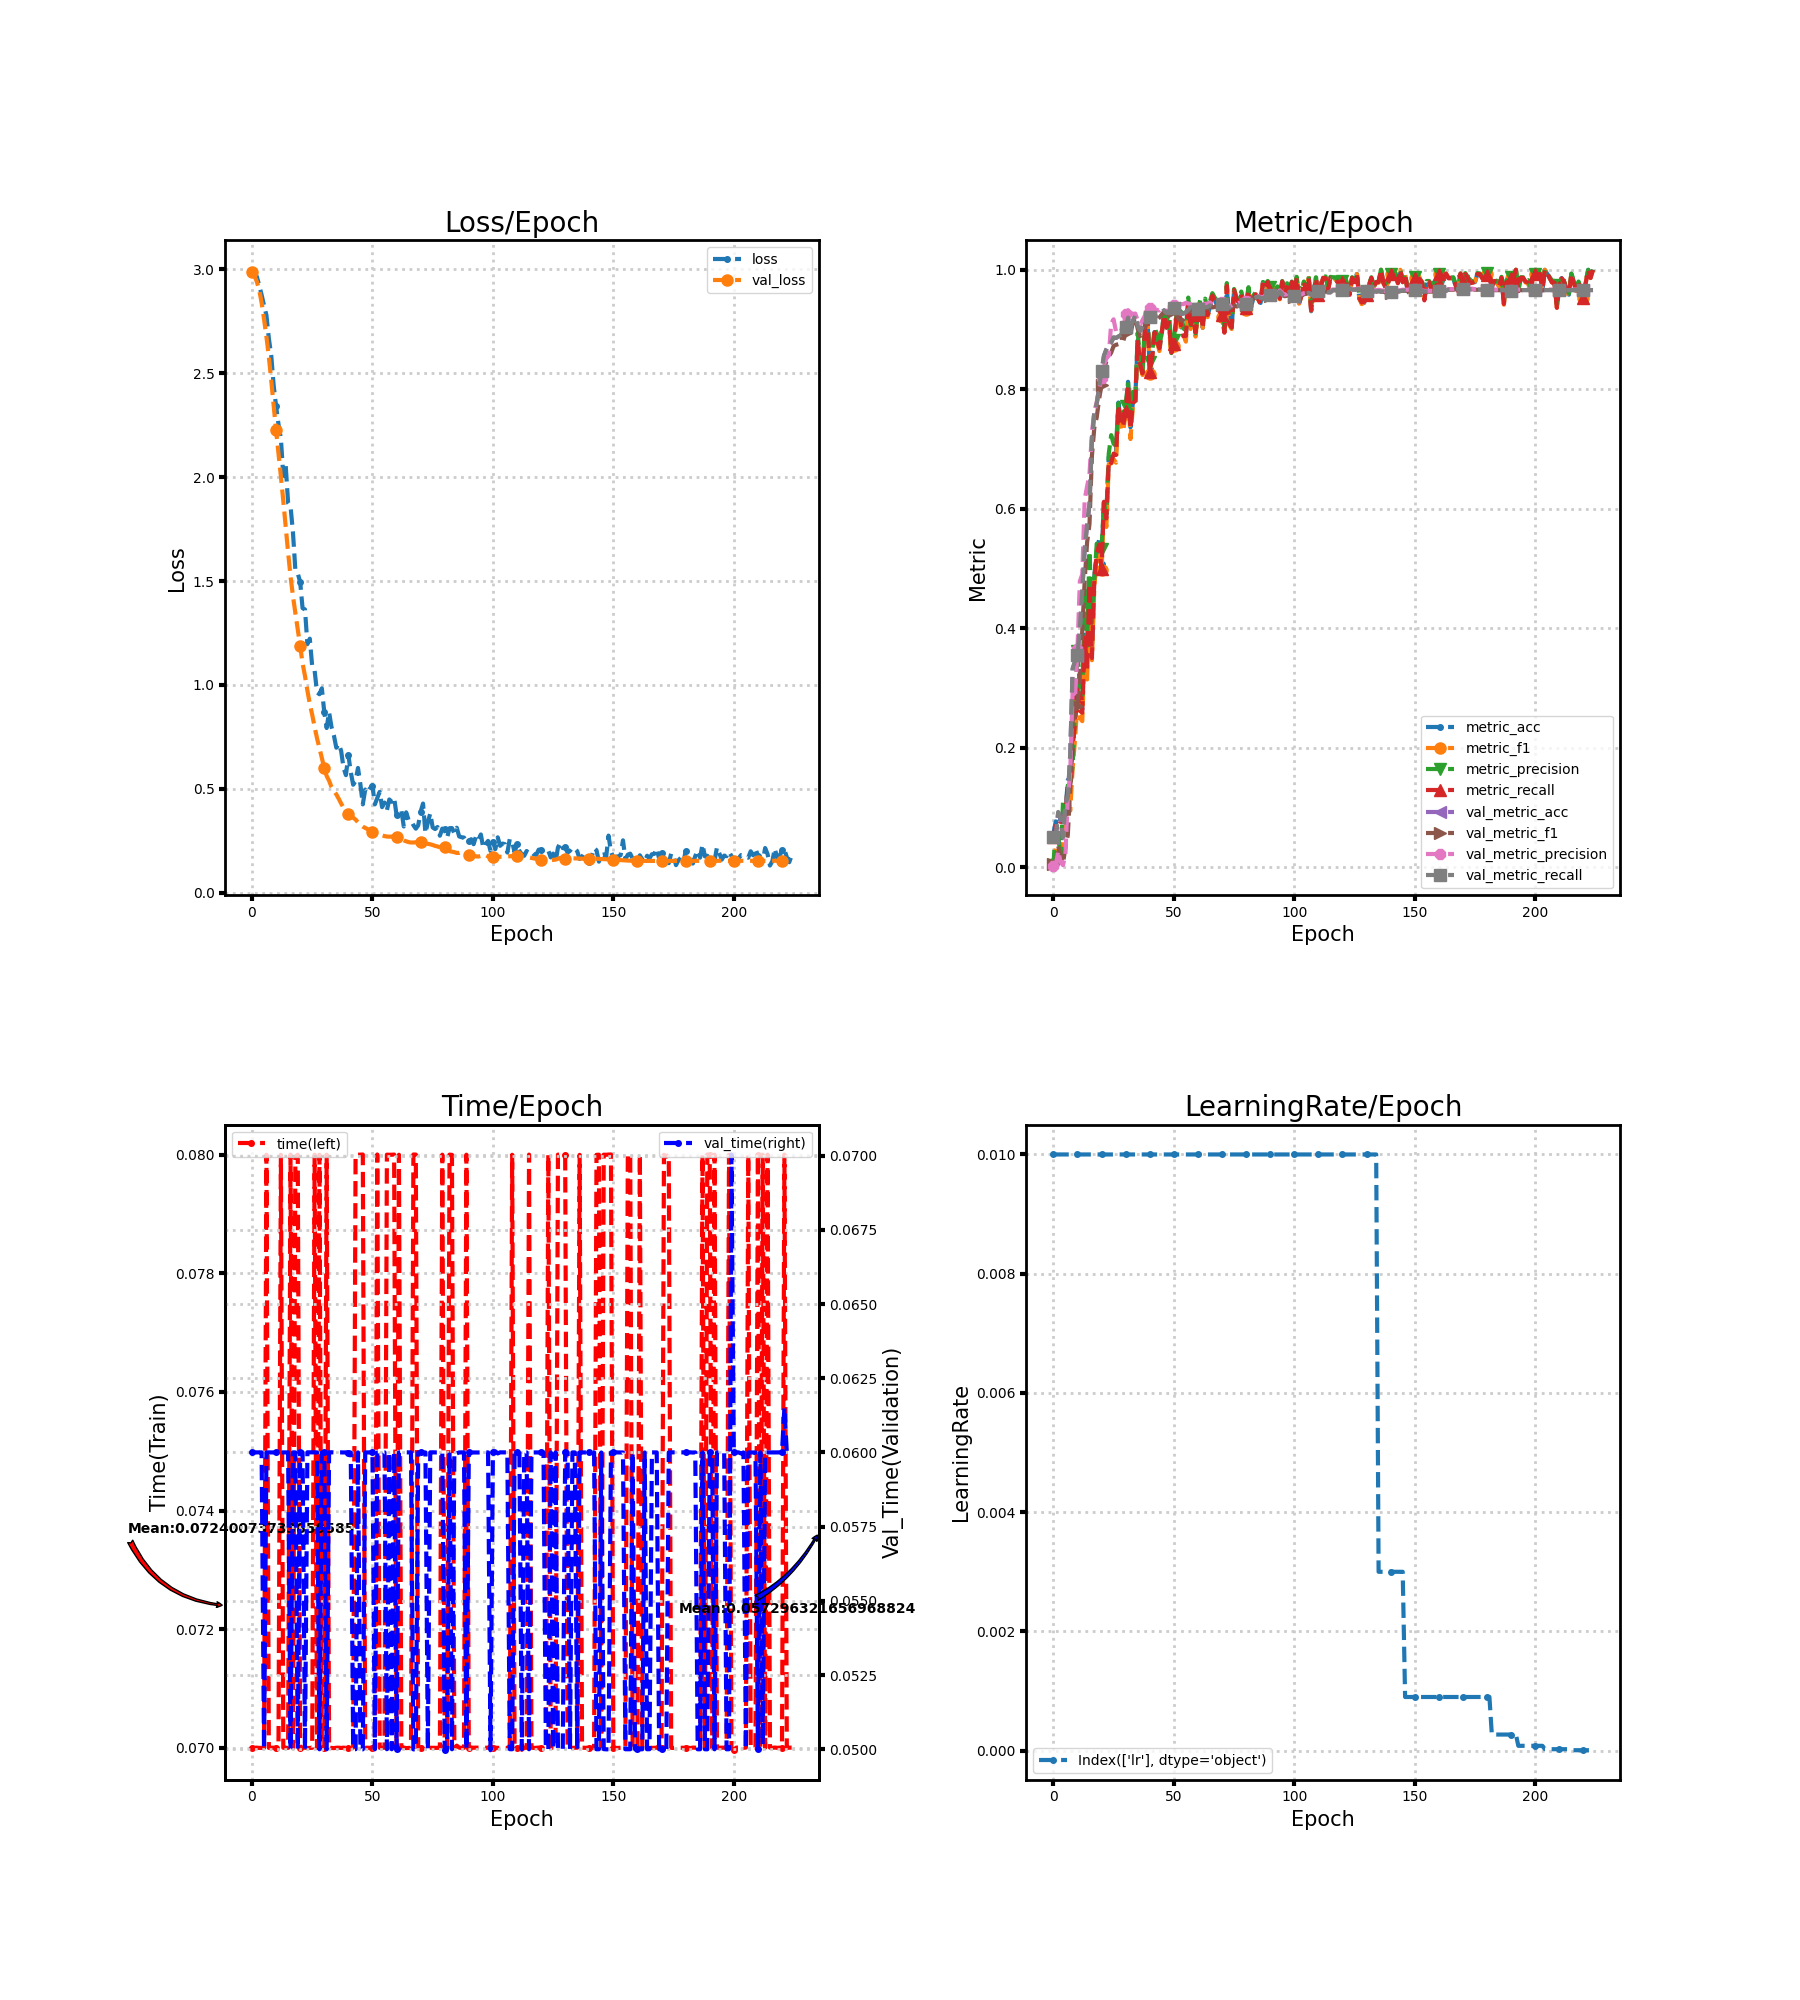 Loss/Epoch
3.0
2.5
2.0
1.5
1.0
0.5
0.0
Loss
0 50 100 150 200
Epoch
loss
val_loss
Metric/Epoch
1.0
0.8
0.6
0.4
0.2
0.0
Metric
0 50 100 150 200
Epoch
metric_acc
metric_f1
metric_precision
metric_recall
val_metric_acc
val_metric_f1
val_metric_precision
val_metric_recall
Time/Epoch
time(left)
val_time(right)
0.080
0.078
0.076
0.074
0.072
0.070
Time(Train)
0.0700
0.0675
0.0650
0.0625
0.0600
0.0575
0.0550
0.0525
0.0500
Val_Time(Validation)
Mean:0.057296321656968824
0 50 100 150 200
Epoch
LearningRate/Epoch
0.010
0.008
0.006
0.004
0.002
0.000
LearningRate
Index(['lr'], dtype='object')
0 50 100 150 200
Epoch